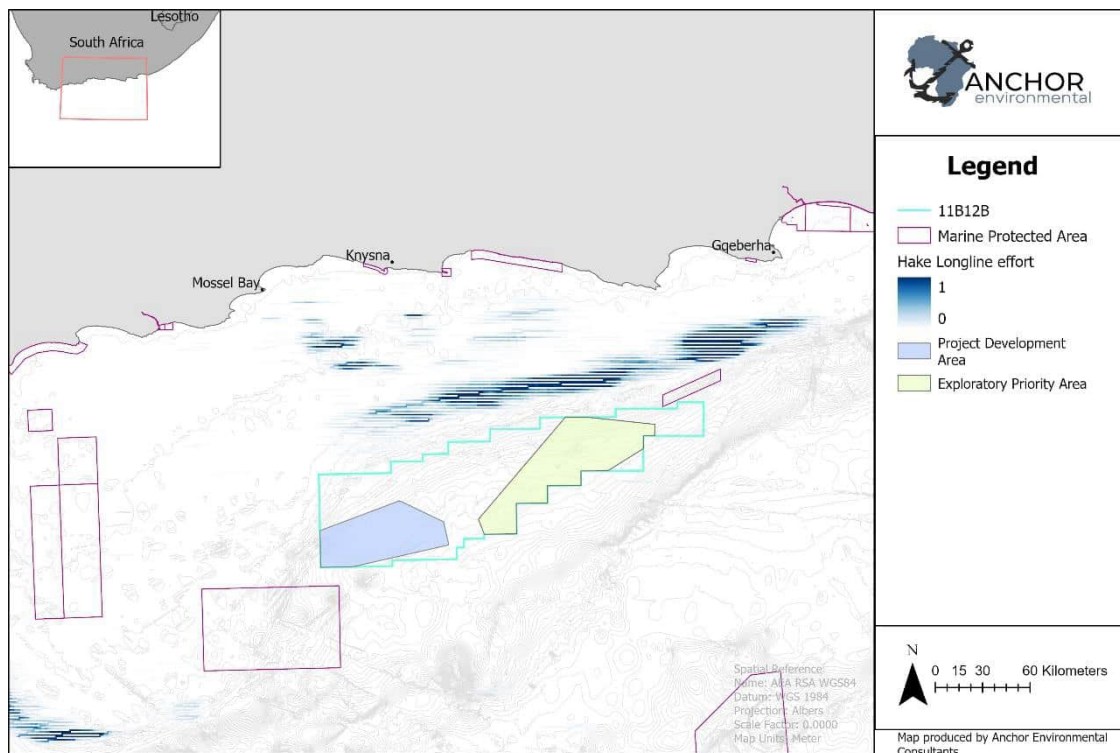 Lesotho
South Africa
Mossel Bay
Knysna
Gqeberha
Spatial Reference
Name: AEA RSA WGS84
Datum: WGS 1984
Projection: Albers
Scale Factor: 0.0000
Map Units: Meter
ANCHOR
environmental
Legend
11B12B
Marine Protected Area
Hake Longline effort
1
0
Project Development
Area
Exploratory Priority Area
N
0 15 30 60 Kilometers
Map produced by Anchor Environmental
Consultants